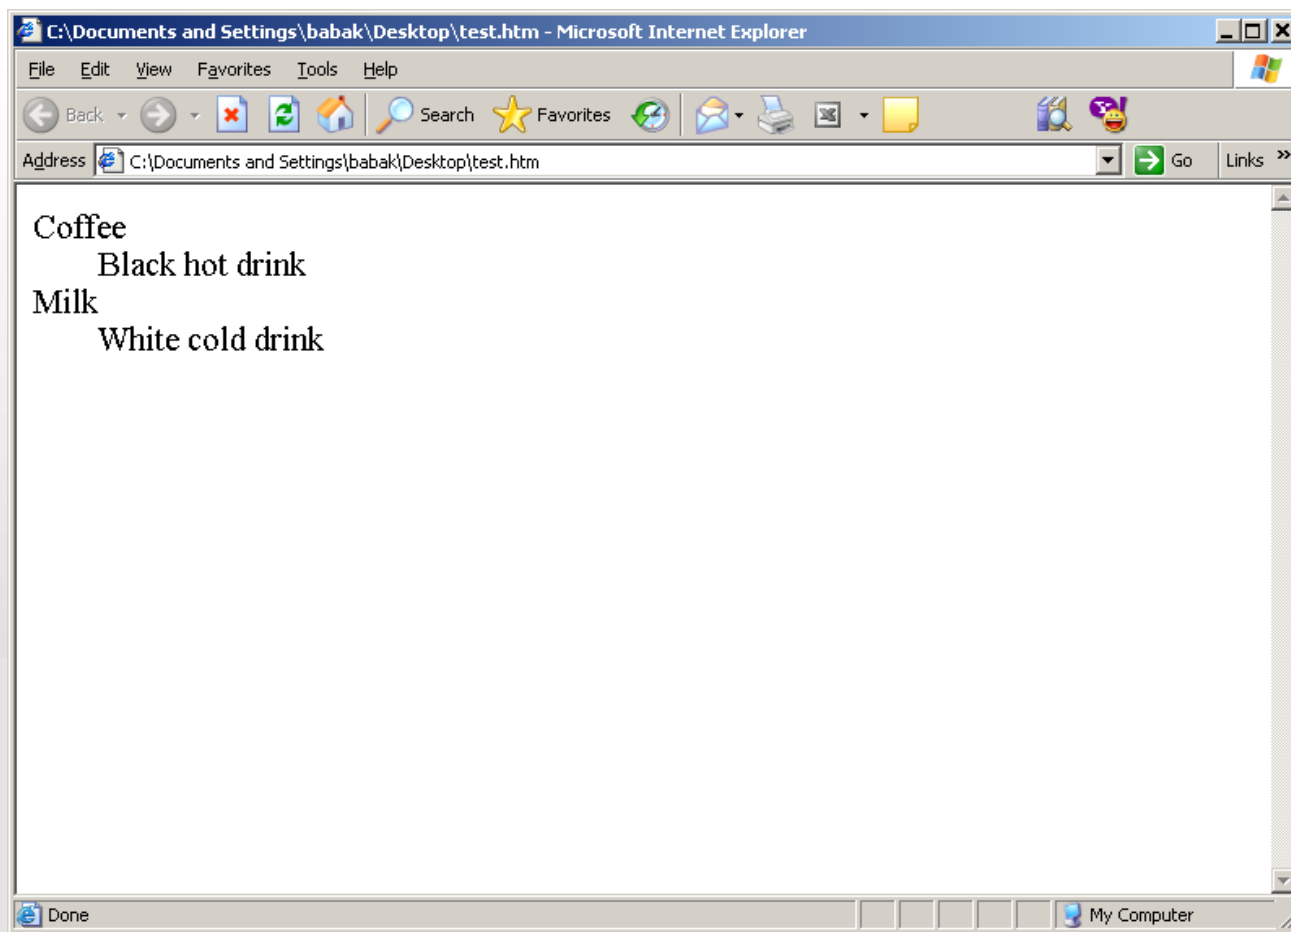 C:\Documents and Settings\babak\Desktop\test.htm - Microsoft Internet Explorer
File Edit View Favorites Tools Help
Back Search Favorites
Address C:\Documents and Settings\babak\Desktop\test.htm Go Links »
Coffee
Black hot drink
Milk
White cold drink
Done My Computer